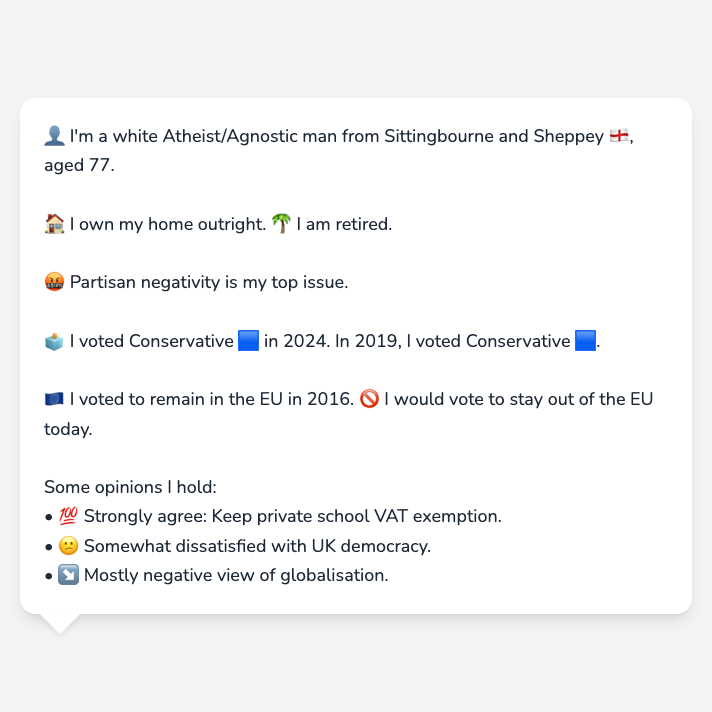 👤 I'm a white Atheist/Agnostic man from Sittingbourne and Sheppey 🏴󠁧󠁢󠁥󠁮󠁧󠁿,
aged 77.
🏠 I own my home outright. 🌴 I am retired.
🤬 Partisan negativity is my top issue.
🗳️ I voted Conservative 🟦 in 2024. In 2019, I voted Conservative 🟦.
🇪🇺 I voted to remain in the EU in 2016. 🚫 I would vote to stay out of the EU
today.
Some opinions I hold:
• 💯 Strongly agree: Keep private school VAT exemption.
• 😕 Somewhat dissatisfied with UK democracy.
• ↘️ Mostly negative view of globalisation.